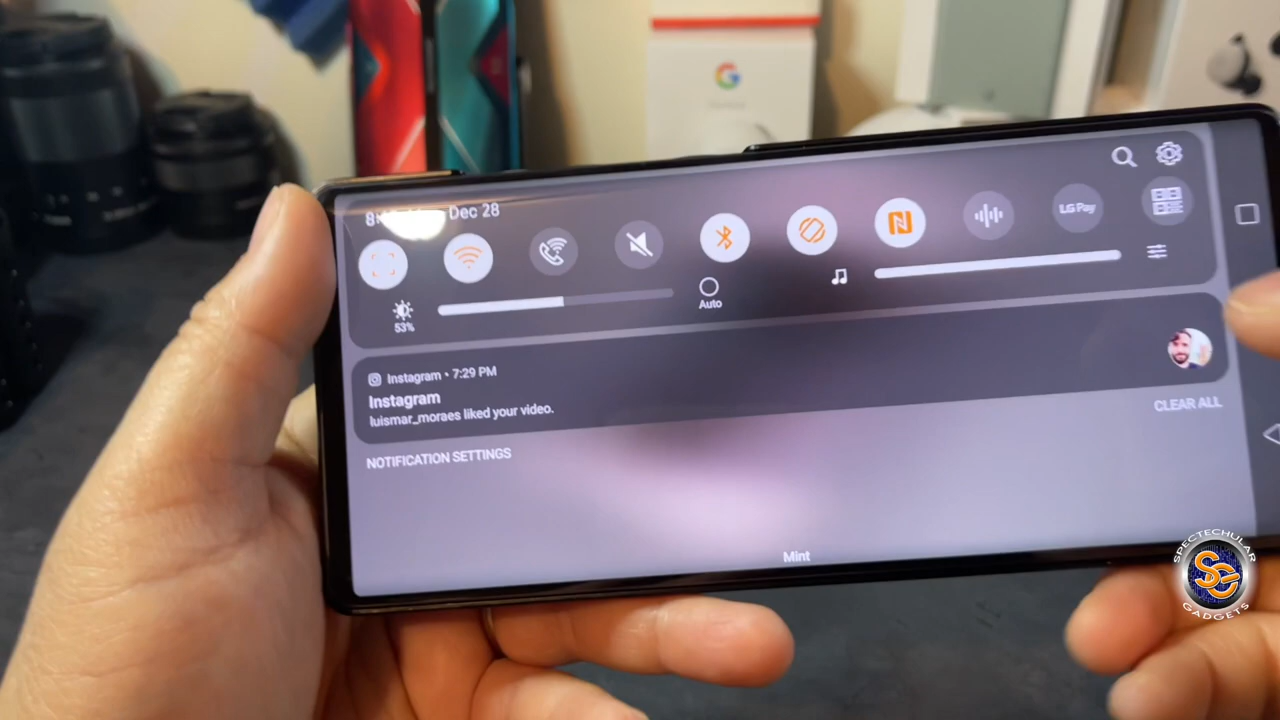 Dec 28
LG Pay
53%
Auto
Instagram • 7:29 PM
Instagram
luismar_moraes liked your video.
CLEAR ALL
NOTIFICATION SETTINGS
Mint
SPECTECHULAR
SG
GADGETS